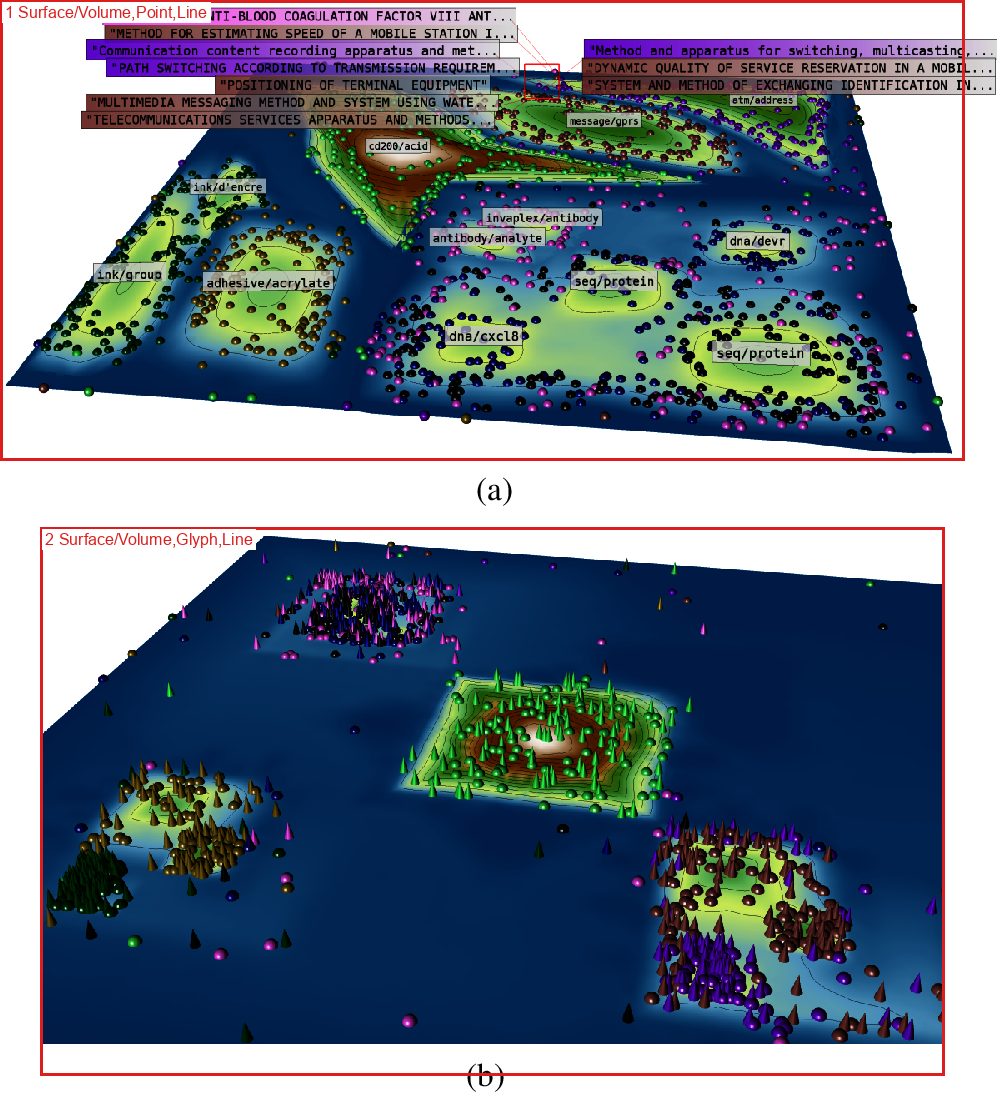 1 Surface/Volume,Point,Line
NTI-BLOOD COAGULATION FACTOR VIII ANT...
"METHOD FOR ESTIMATING SPEED OF A MOBILE STATION I...
"Communication content recording apparatus and met...
"PATH SWITCHING ACCORDING TO TRANSMISSION REQUIREM...
"POSITIONING OF TERMINAL EQUIPMENT"
"MULTIMEDIA MESSAGING METHOD AND SYSTEM USING WATE...
"TELECOMMUNICATIONS SERVICES APPARATUS AND METHODS...
"Method and apparatus for switching, multicasting,...
"DYNAMIC QUALITY OF SERVICE RESERVATION IN A MOBIL...
"SYSTEM AND METHOD OF EXCHANGING IDENTIFICATION IN...
atm/address
message/gprs
cd200/acid
ink/d'encre
invaplex/antibody
antibody/analyte
dna/devr
ink/group
adhesive/acrylate
seq/protein
dna/cxcl8
seq/protein
(a)
2 Surface/Volume,Glyph,Line
(b)